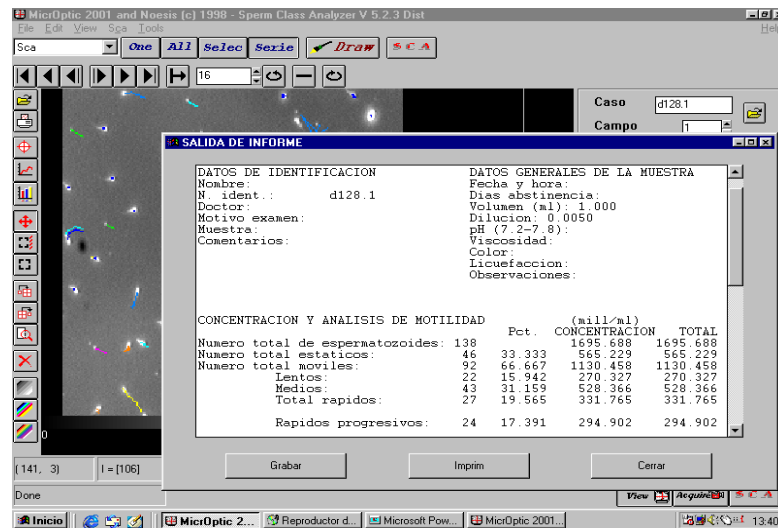 MicrOptic 2001 and Noesis (c) 1998 - Sperm Class Analyzer V 5.2.3 Dist
File Edit View Sca Tools Help
Sca One All Selec Serie Draw S C A
16
Caso d128.1
Campo 1
SALIDA DE INFORME
DATOS DE IDENTIFICACION DATOS GENERALES DE LA MUESTRA
Nombre: Fecha y hora:
N. ident.: d128.1 Dias abstinencia:
Doctor: Volumen (ml): 1.000
Motivo examen: Dilucion: 0.0050
Muestra: pH (7.2-7.8):
Comentarios: Viscosidad:
Color:
Licuefaccion:
Observaciones:
CONCENTRACION Y ANALISIS DE MOTILIDAD (mill/ml)
Pct. CONCENTRACION TOTAL
Numero total de espermatozoides: 138 1695.688 1695.688
Numero total estaticos: 46 33.333 565.229 565.229
Numero total moviles: 92 66.667 1130.458 1130.458
Lentos: 22 15.942 270.327 270.327
Medios: 43 31.159 528.366 528.366
Total rapidos: 27 19.565 331.765 331.765
Rapidos progresivos: 24 17.391 294.902 294.902
0
Grabar Imprim Cerrar
(141, 3) I = [106]
Done View Acquire S C A
Inicio MicrOptic 2... Reproductor d... Microsoft Pow... MicrOptic 2001... 13:40